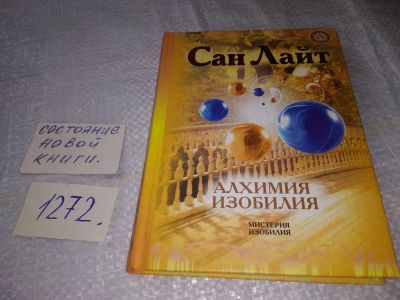 Сан Лайт
АЛХИМИЯ
ИЗОБИЛИЯ
МИСТЕРИЯ
ИЗОБИЛИЯ
состояние
новой
книги.
1272.